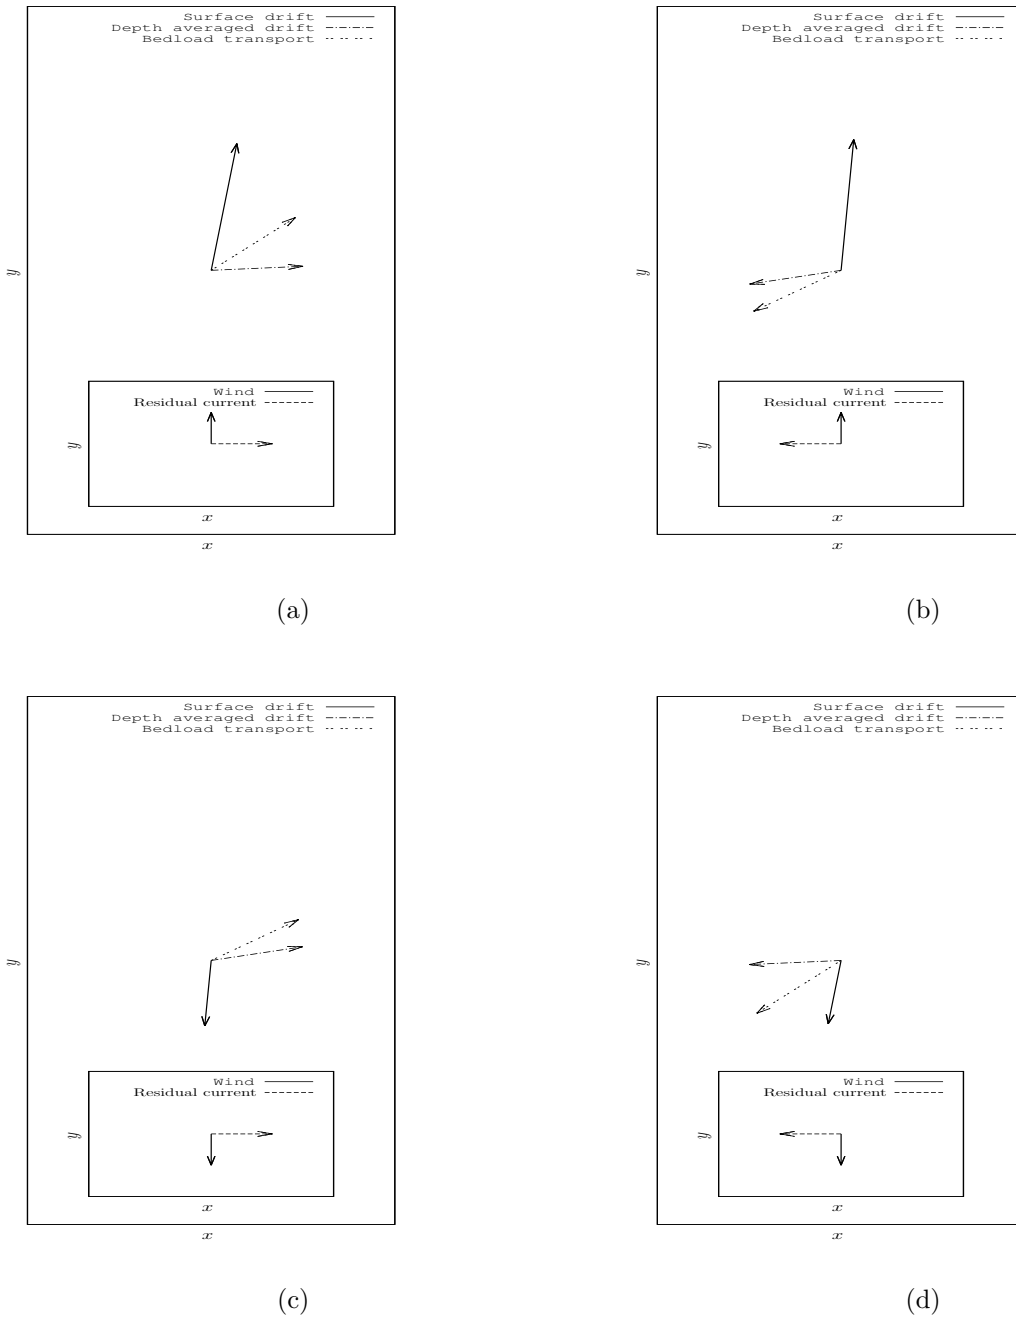 Surface drift
Depth averaged drift
Bedload transport
y
Wind
Residual current
y
x
x
(a)
Surface drift
Depth averaged drift
Bedload transport
y
Wind
Residual current
y
x
x
(b)
Surface drift
Depth averaged drift
Bedload transport
y
Wind
Residual current
y
x
x
(c)
Surface drift
Depth averaged drift
Bedload transport
y
Wind
Residual current
y
x
x
(d)